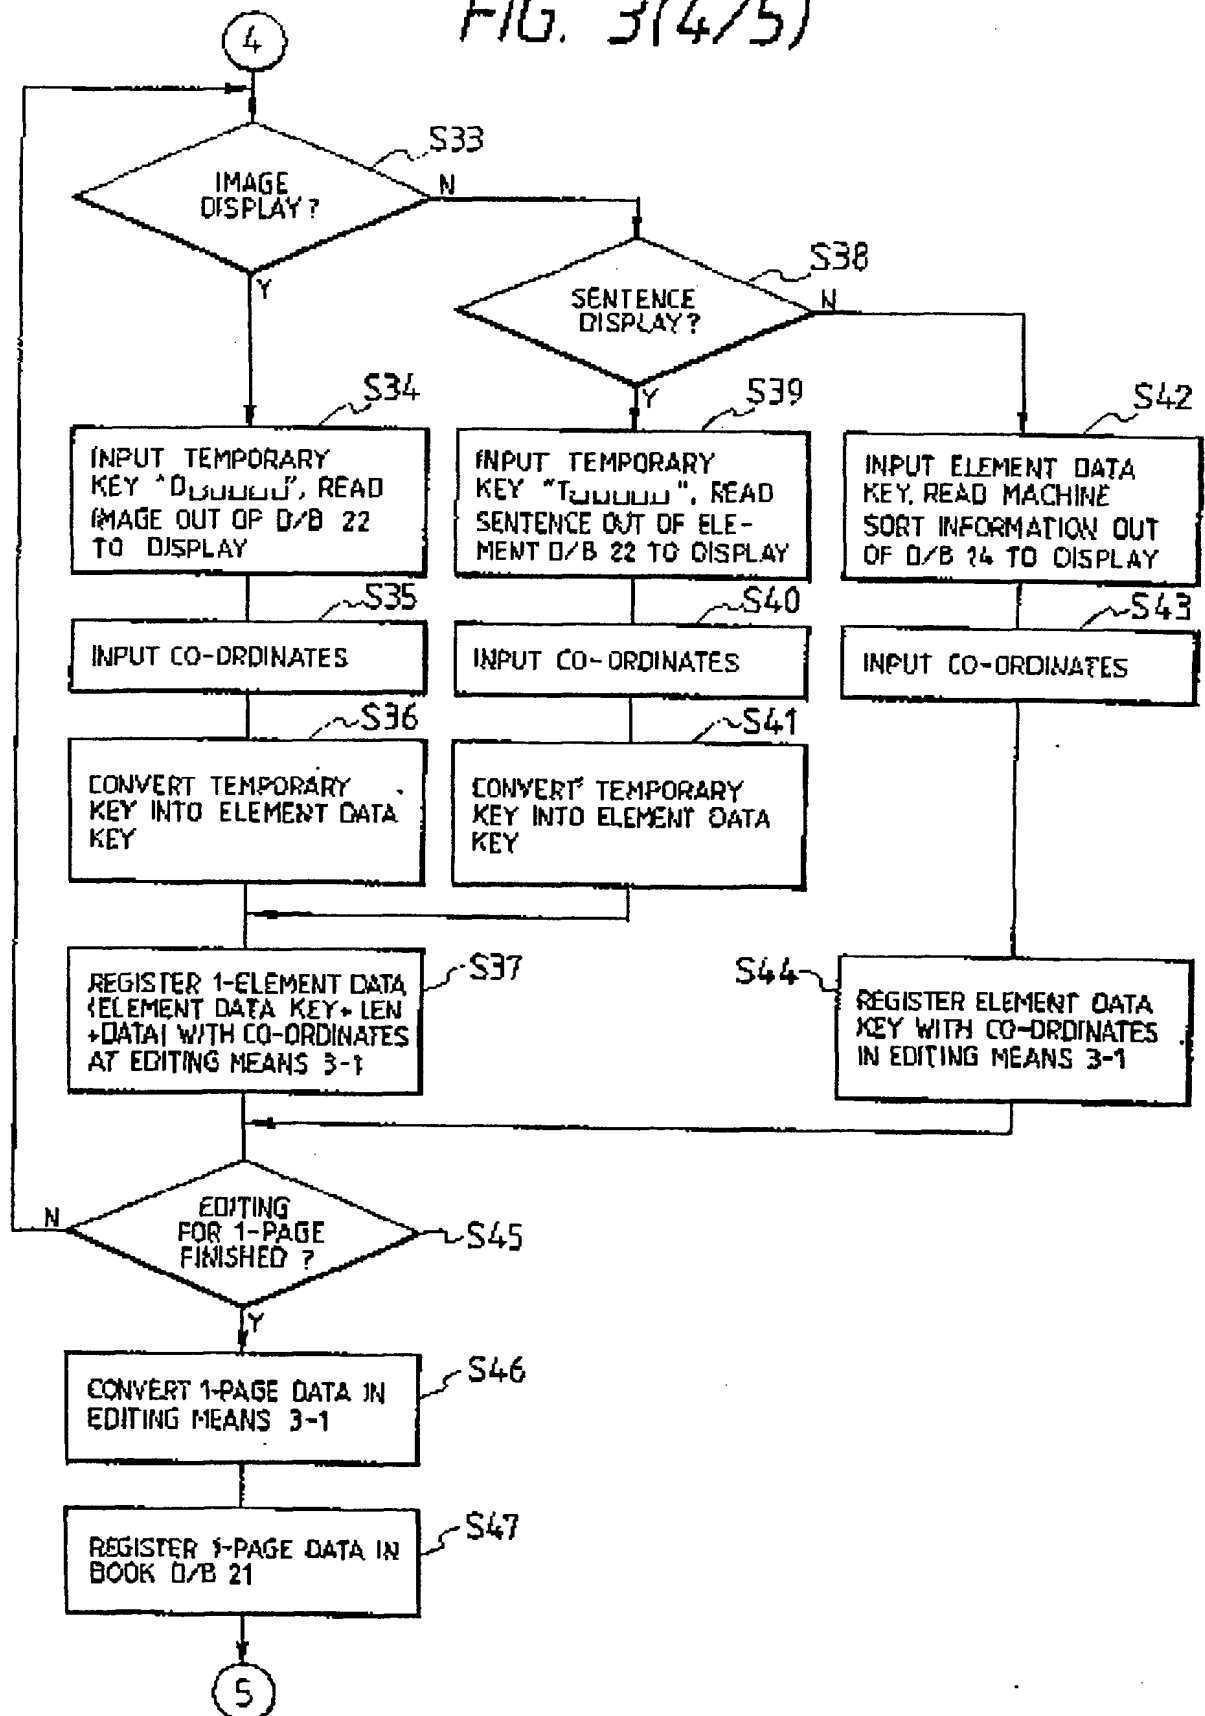 FIG. 3(4/5)
4
S33
IMAGE
DISPLAY?
N
Y
S38
SENTENCE
DISPLAY?
N
Y
S34
INPUT TEMPORARY
KEY "D␣␣␣␣␣", READ
IMAGE OUT OF D/B 22
TO DISPLAY
S39
INPUT TEMPORARY
KEY "T␣␣␣␣␣", READ
SENTENCE OUT OF ELE-
MENT D/B 22 TO DISPLAY
S42
INPUT ELEMENT DATA
KEY, READ MACHINE
SORT INFORMATION OUT
OF D/B 24 TO DISPLAY
S35
INPUT CO-ORDINATES
S40
INPUT CO-ORDINATES
S43
INPUT CO-ORDINATES
S36
CONVERT TEMPORARY
KEY INTO ELEMENT DATA
KEY
S41
CONVERT TEMPORARY
KEY INTO ELEMENT DATA
KEY
S37
REGISTER 1-ELEMENT DATA
(ELEMENT DATA KEY+LEN
+DATA) WITH CO-ORDINATES
AT EDITING MEANS 3-1
S44
REGISTER ELEMENT DATA
KEY WITH CO-ORDINATES
IN EDITING MEANS 3-1
S45
EDITING
FOR 1-PAGE
FINISHED ?
N
Y
S46
CONVERT 1-PAGE DATA IN
EDITING MEANS 3-1
S47
REGISTER 1-PAGE DATA IN
BOOK D/B 21
5